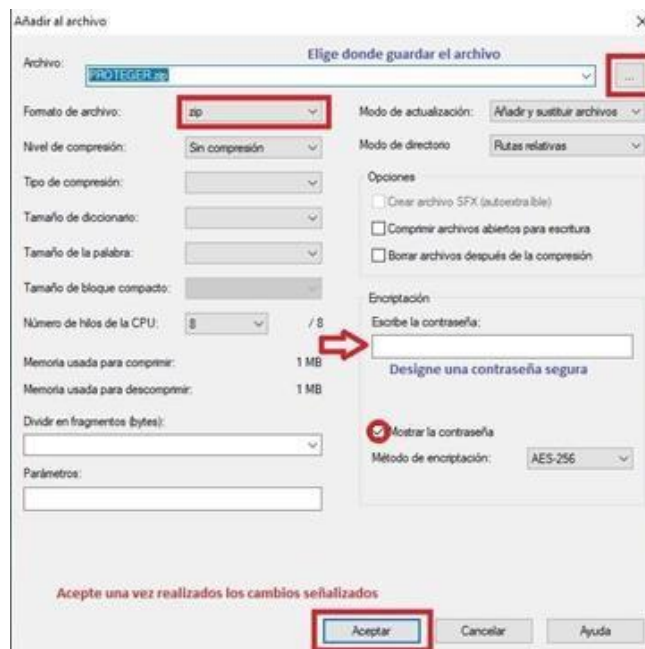 Añadir al archivo
Elige donde guardar el archivo
Archivo:
PROTEGER.zip
...
Formato de archivo: zip
Modo de actualización: Añadir y sustituir archivos
Nivel de compresión: Sin compresión
Modo de directorio Rutas relativas
Tipo de compresión:
Opciones
Crear archivo SFX (autoextraíble)
Tamaño de diccionario:
Comprimir archivos abiertos para escritura
Tamaño de la palabra:
Borrar archivos después de la compresión
Tamaño de bloque compacto:
Encriptación
Número de hilos de la CPU: 8 / 8
Escribe la contraseña:
Memoria usada para comprimir: 1 MB
Designe una contraseña segura
Memoria usada para descomprimir: 1 MB
Dividir en fragmentos (bytes):
Mostrar la contraseña
Método de encriptación: AES-256
Parámetros:
Acepte una vez realizados los cambios señalizados
Aceptar
Cancelar
Ayuda